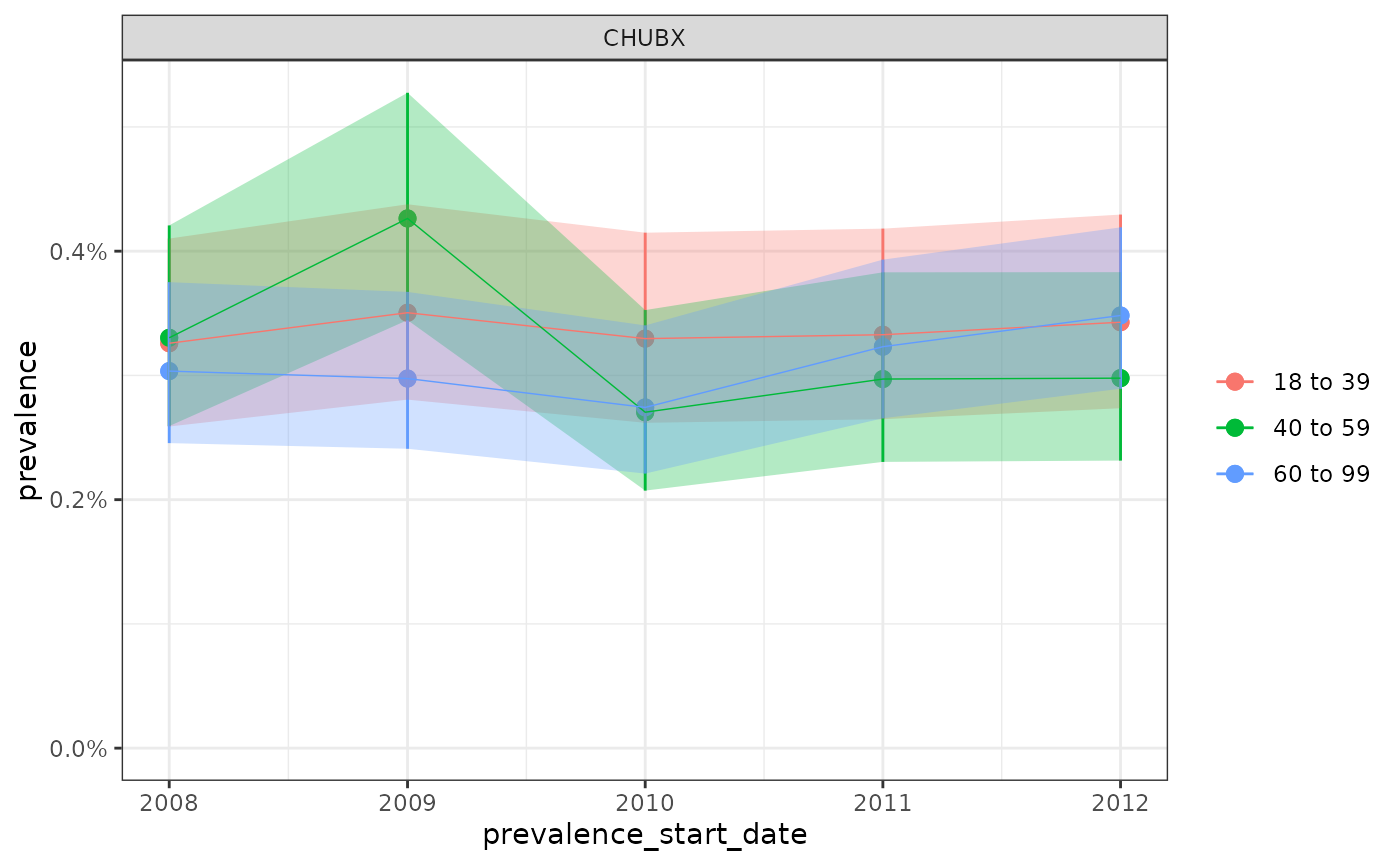 CHUBX
prevalence
0.4%
0.2%
0.0%
2008 2009 2010 2011 2012
prevalence_start_date
18 to 39
40 to 59
60 to 99